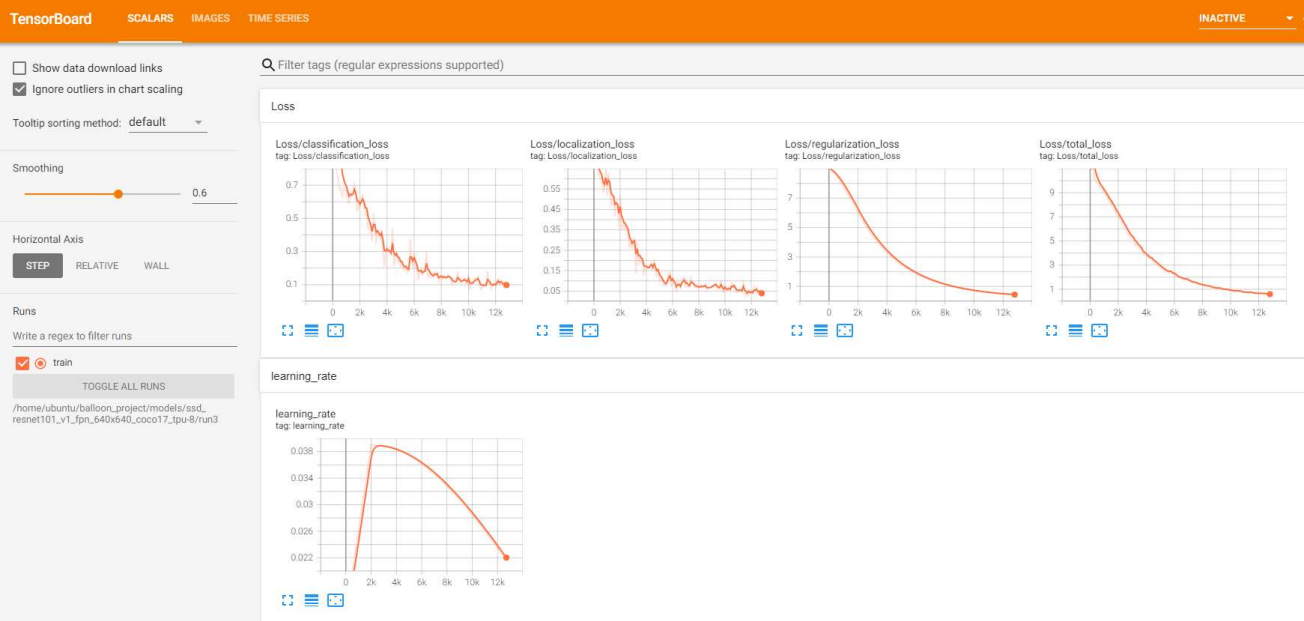 TensorBoard SCALARS IMAGES TIME SERIES INACTIVE
Show data download links
Ignore outliers in chart scaling
Tooltip sorting method: default
Smoothing
0.6
Horizontal Axis
STEP RELATIVE WALL
Runs
Write a regex to filter runs
train
TOGGLE ALL RUNS
/home/ubuntu/balloon_project/models/ssd_
resnet101_v1_fpn_640x640_coco17_tpu-8/run3
Filter tags (regular expressions supported)
Loss
Loss/classification_loss
tag: Loss/classification_loss
0.7
0.5
0.3
0.1
0 2k 4k 6k 8k 10k 12k
Loss/localization_loss
tag: Loss/localization_loss
0.55
0.45
0.35
0.25
0.15
0.05
0 2k 4k 6k 8k 10k 12k
Loss/regularization_loss
tag: Loss/regularization_loss
7
5
3
1
0 2k 4k 6k 8k 10k 12k
Loss/total_loss
tag: Loss/total_loss
9
7
5
3
1
0 2k 4k 6k 8k 10k 12k
learning_rate
learning_rate
tag: learning_rate
0.038
0.034
0.03
0.026
0.022
0 2k 4k 6k 8k 10k 12k